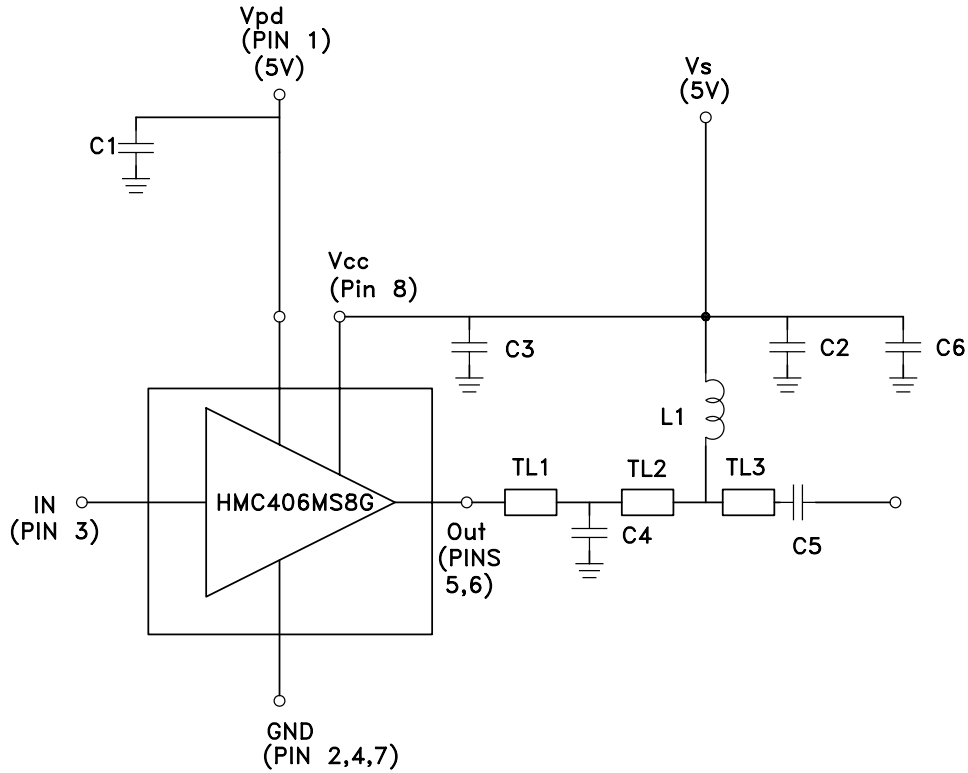 Vpd
(PIN 1)
(5V)
Vs
(5V)
C1
Vcc
(Pin 8)
C3
C2
C6
L1
TL1
TL2
TL3
IN
(PIN 3)
HMC406MS8G
Out
(PINS
5,6)
C4
C5
GND
(PIN 2,4,7)